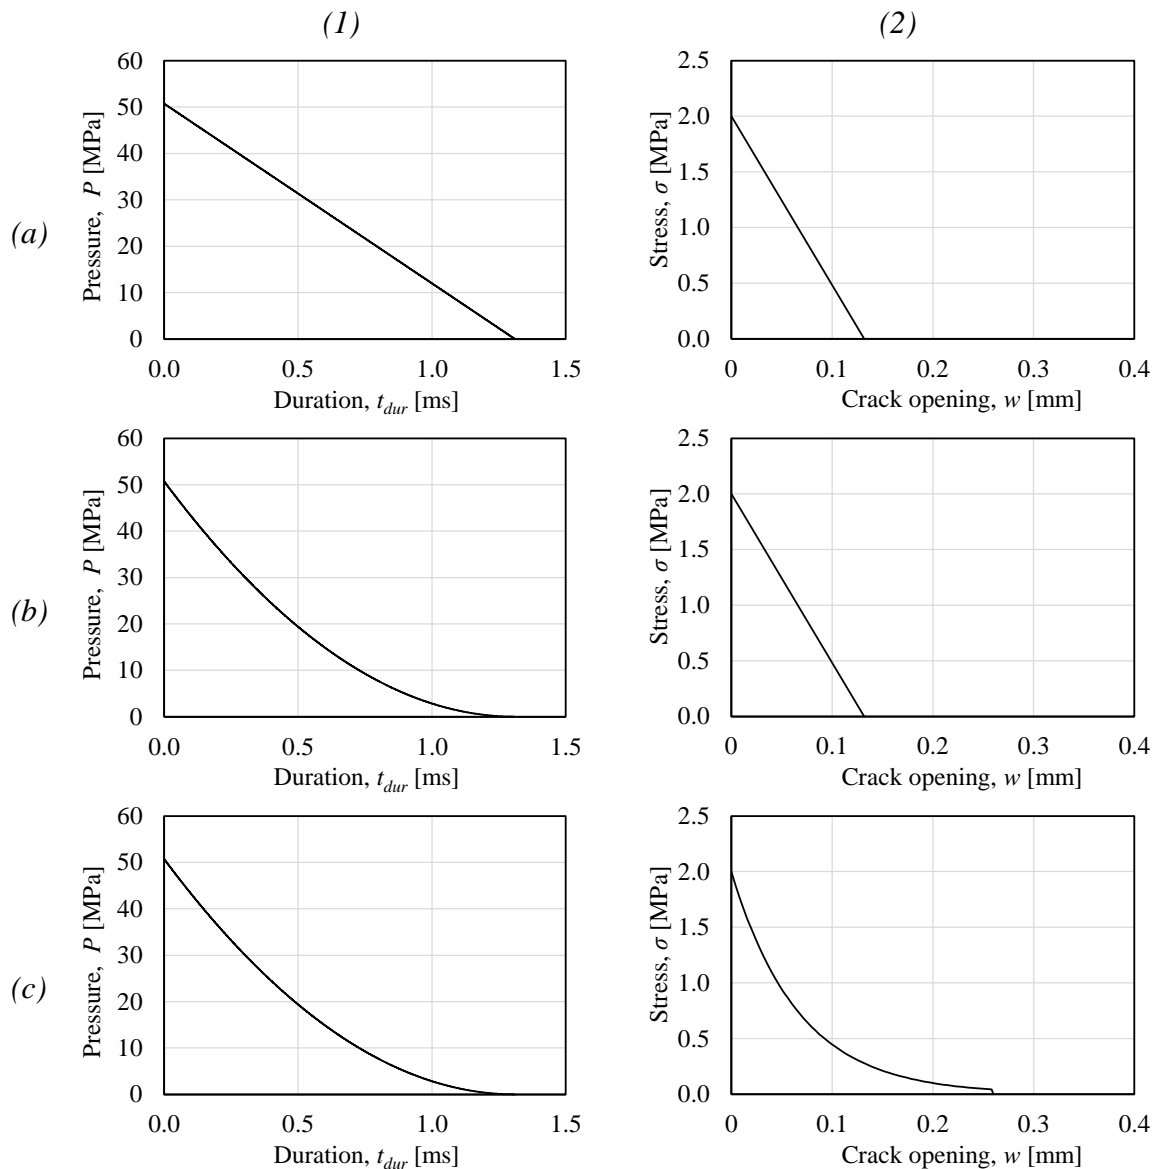 (1) (2)
(a)
Pressure, P [MPa]
60
50
40
30
20
10
0
0.0 0.5 1.0 1.5
Duration, t_dur [ms]
Stress, σ [MPa]
2.5
2.0
1.5
1.0
0.5
0.0
0 0.1 0.2 0.3 0.4
Crack opening, w [mm]
(b)
Pressure, P [MPa]
60
50
40
30
20
10
0
0.0 0.5 1.0 1.5
Duration, t_dur [ms]
Stress, σ [MPa]
2.5
2.0
1.5
1.0
0.5
0.0
0 0.1 0.2 0.3 0.4
Crack opening, w [mm]
(c)
Pressure, P [MPa]
60
50
40
30
20
10
0
0.0 0.5 1.0 1.5
Duration, t_dur [ms]
Stress, σ [MPa]
2.5
2.0
1.5
1.0
0.5
0.0
0 0.1 0.2 0.3 0.4
Crack opening, w [mm]